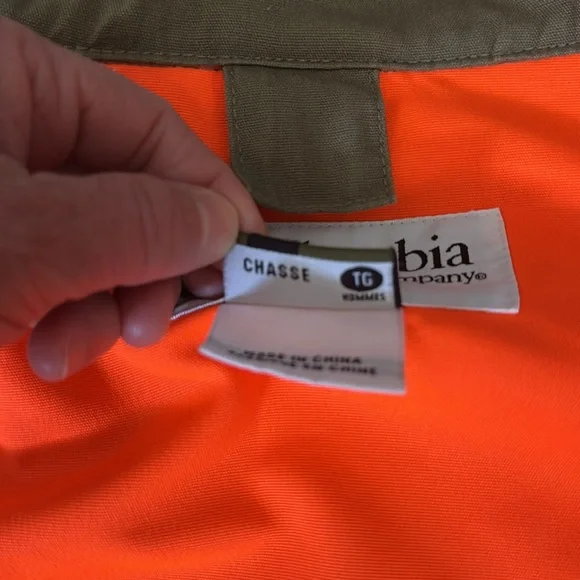 bia
mpany®
CHASSE
TG
HOMMES
MADE IN CHINA